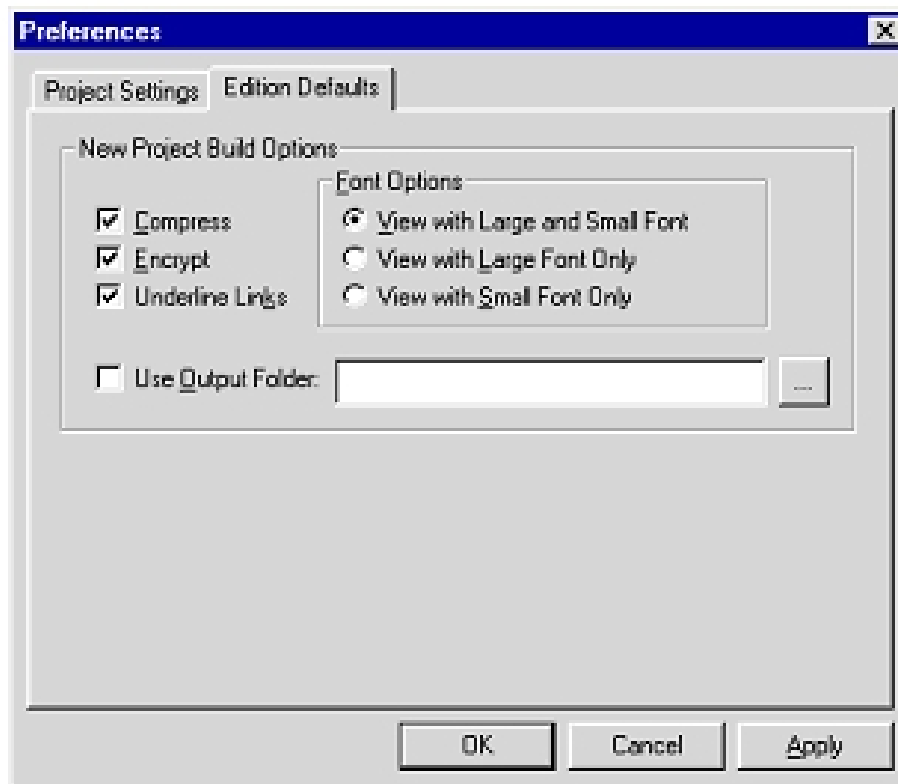 Preferences
Project Settings Edition Defaults
New Project Build Options
Font Options
Compress
View with Large and Small Font
Encrypt
View with Large Font Only
Underline Links
View with Small Font Only
Use Output Folder:
...
OK Cancel Apply